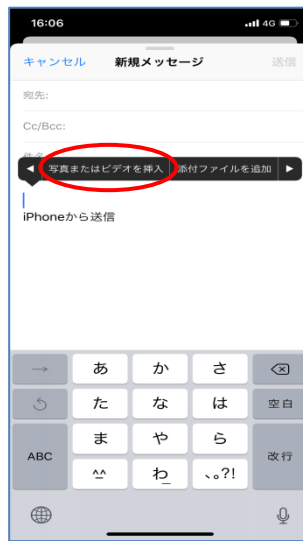 16:06 4G
キャンセル 新規メッセージ 送信
宛先:
Cc/Bcc:
◀ 写真またはビデオを挿入 添付ファイルを追加 ▶
iPhoneから送信
→ あ か さ
た な は 空白
ABC ま や ら 改行
^^ わ_ 、。?!